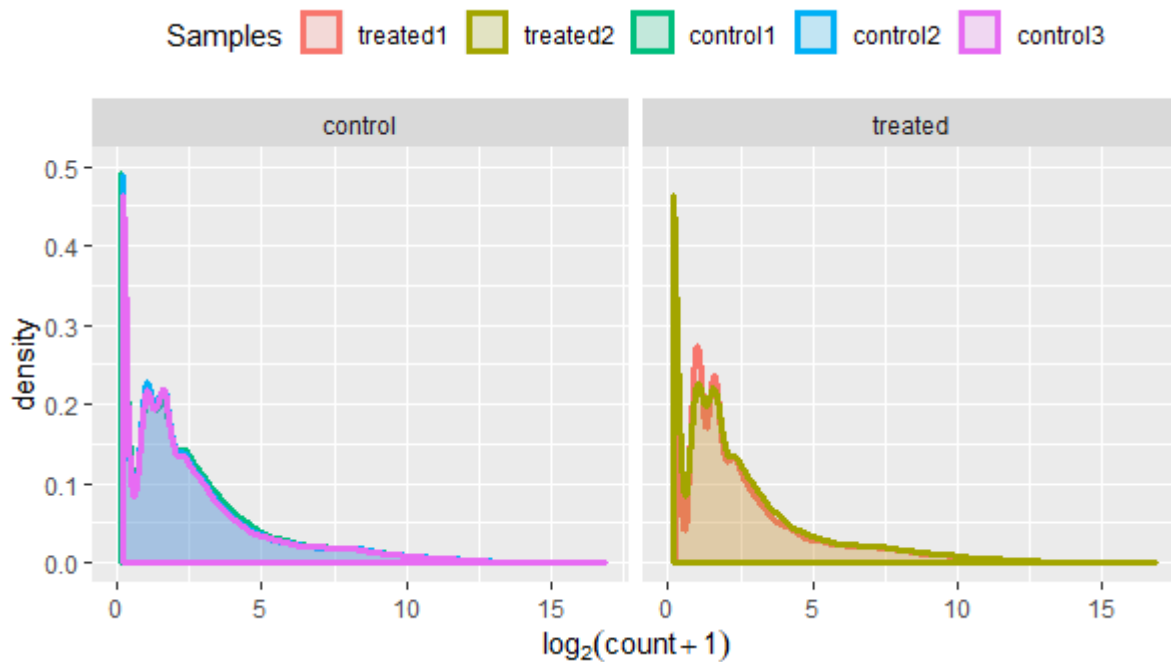 Samples treated1 treated2 control1 control2 control3
control treated
0.5
0.4
0.3
0.2
0.1
0.0
density
0 5 10 15 0 5 10 15
log₂(count + 1)